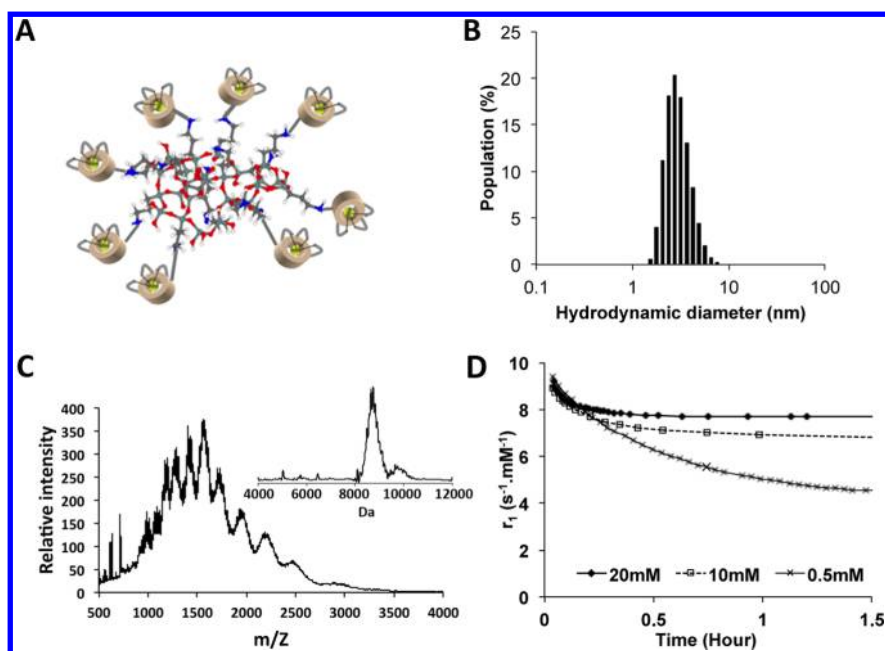 A
B
25
20
15
10
5
0
Population (%)
0.1 1 10 100
Hydrodynamic diameter (nm)
C
400
350
300
250
200
150
100
50
0
Relative intensity
4000 6000 8000 10000 12000
Da
500 1000 1500 2000 2500 3000 3500 4000
m/Z
D
10
8
6
4
2
0
r₁ (s⁻¹.mM⁻¹)
20mM 10mM 0.5mM
0 0.5 1 1.5
Time (Hour)